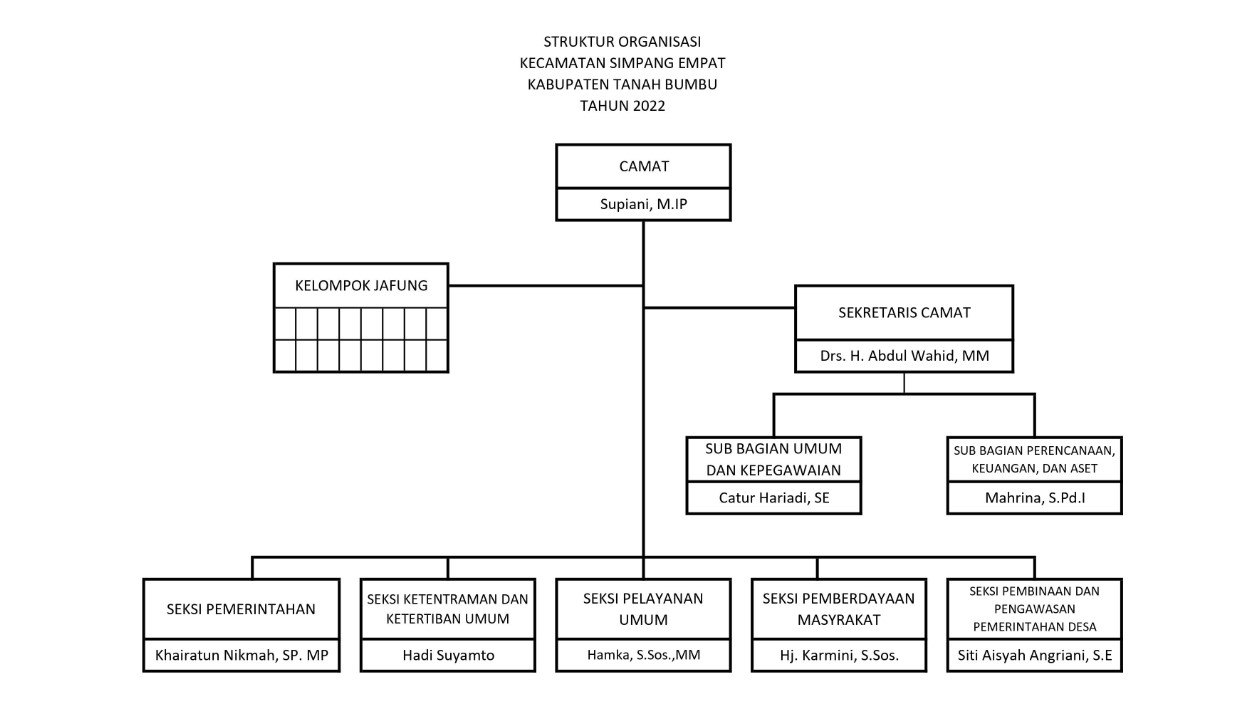 STRUKTUR ORGANISASI
KECAMATAN SIMPANG EMPAT
KABUPATEN TANAH BUMBU
TAHUN 2022
CAMAT
Supiani, M.IP
KELOMPOK JAFUNG
SEKRETARIS CAMAT
Drs. H. Abdul Wahid, MM
SUB BAGIAN UMUM
DAN KEPEGAWAIAN
Catur Hariadi, SE
SUB BAGIAN PERENCANAAN,
KEUANGAN, DAN ASET
Mahrina, S.Pd.I
SEKSI PEMERINTAHAN
Khairatun Nikmah, SP. MP
SEKSI KETENTRAMAN DAN
KETERTIBAN UMUM
Hadi Suyamto
SEKSI PELAYANAN
UMUM
Hamka, S.Sos.,MM
SEKSI PEMBERDAYAAN
MASYRAKAT
Hj. Karmini, S.Sos.
SEKSI PEMBINAAN DAN
PENGAWASAN
PEMERINTAHAN DESA
Siti Aisyah Angriani, S.E